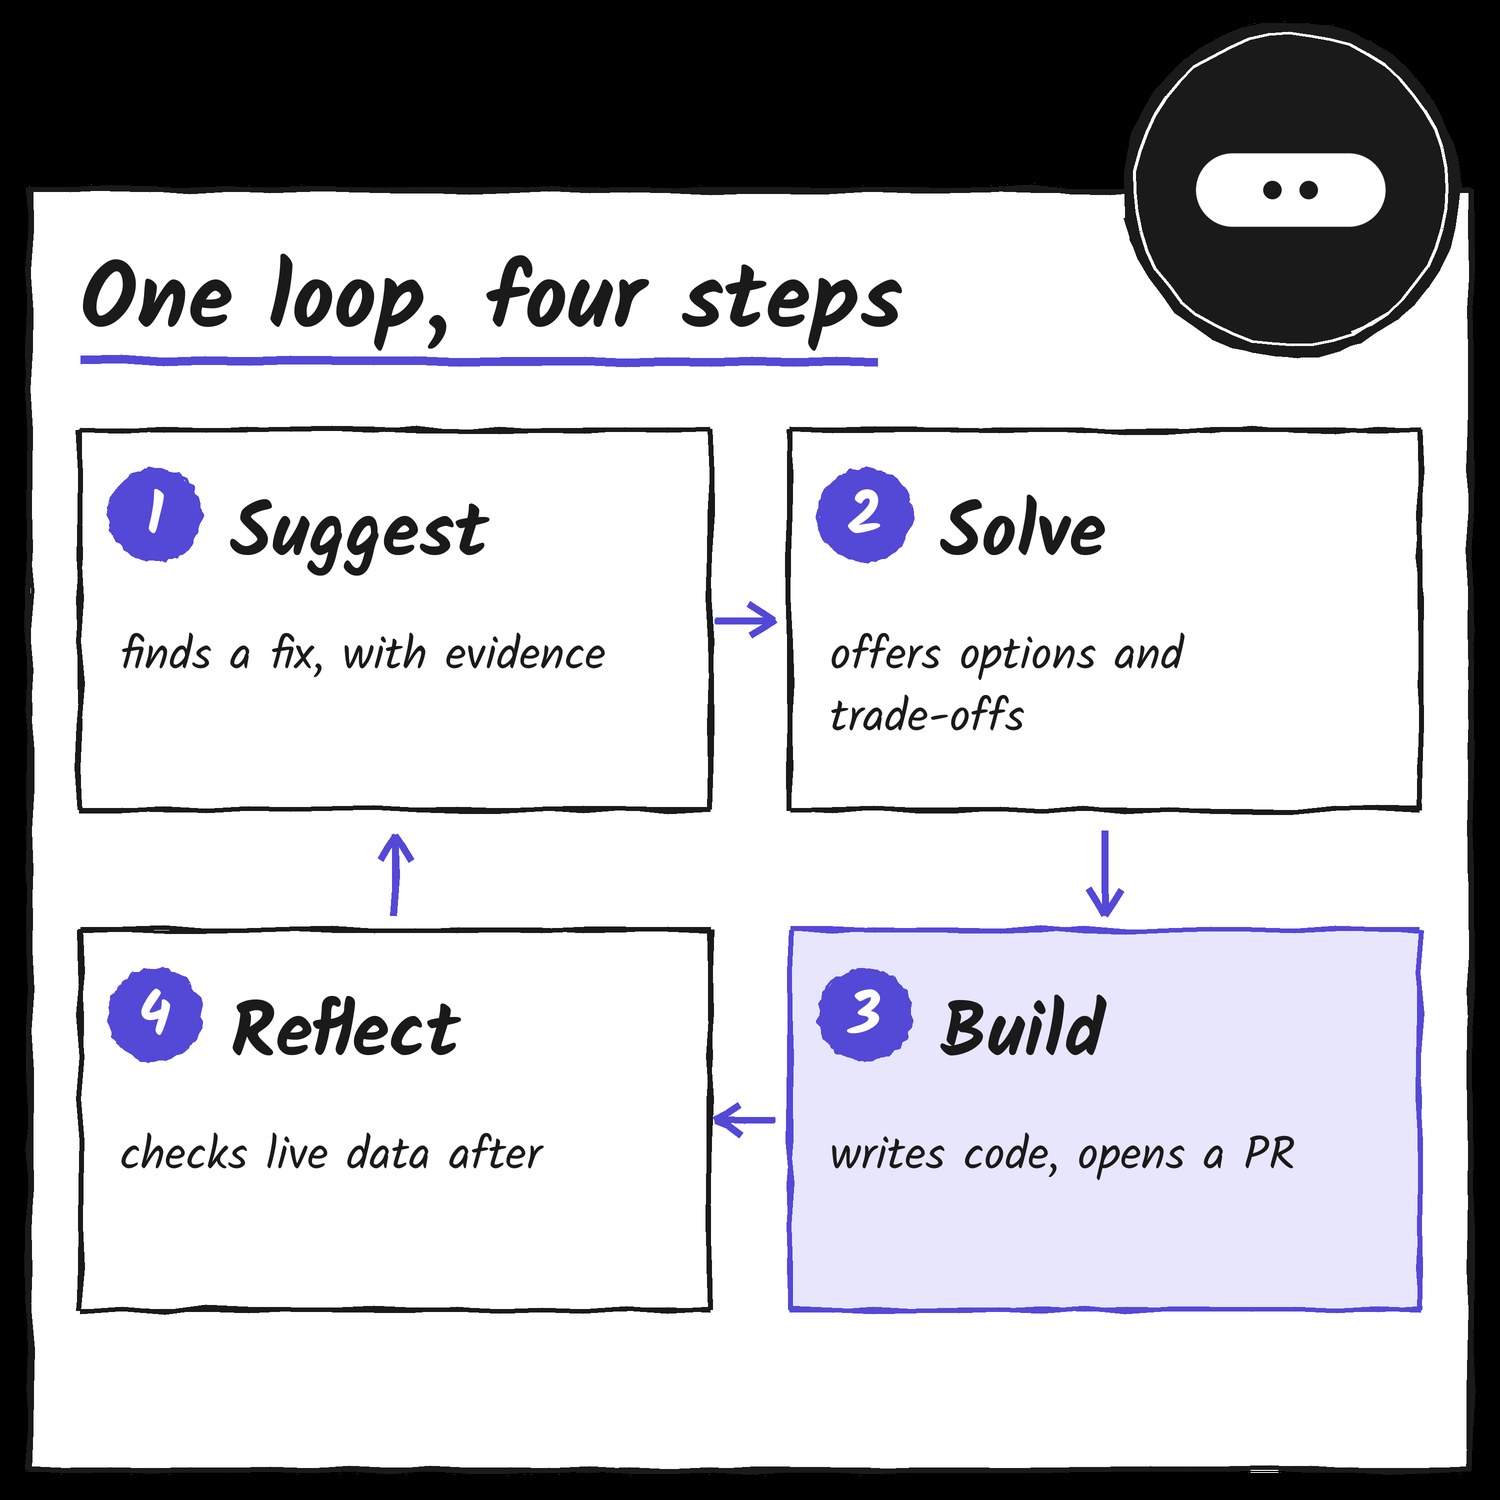 One loop, four steps
1 Suggest
finds a fix, with evidence
2 Solve
offers options and
trade-offs
3 Build
writes code, opens a PR
4 Reflect
checks live data after